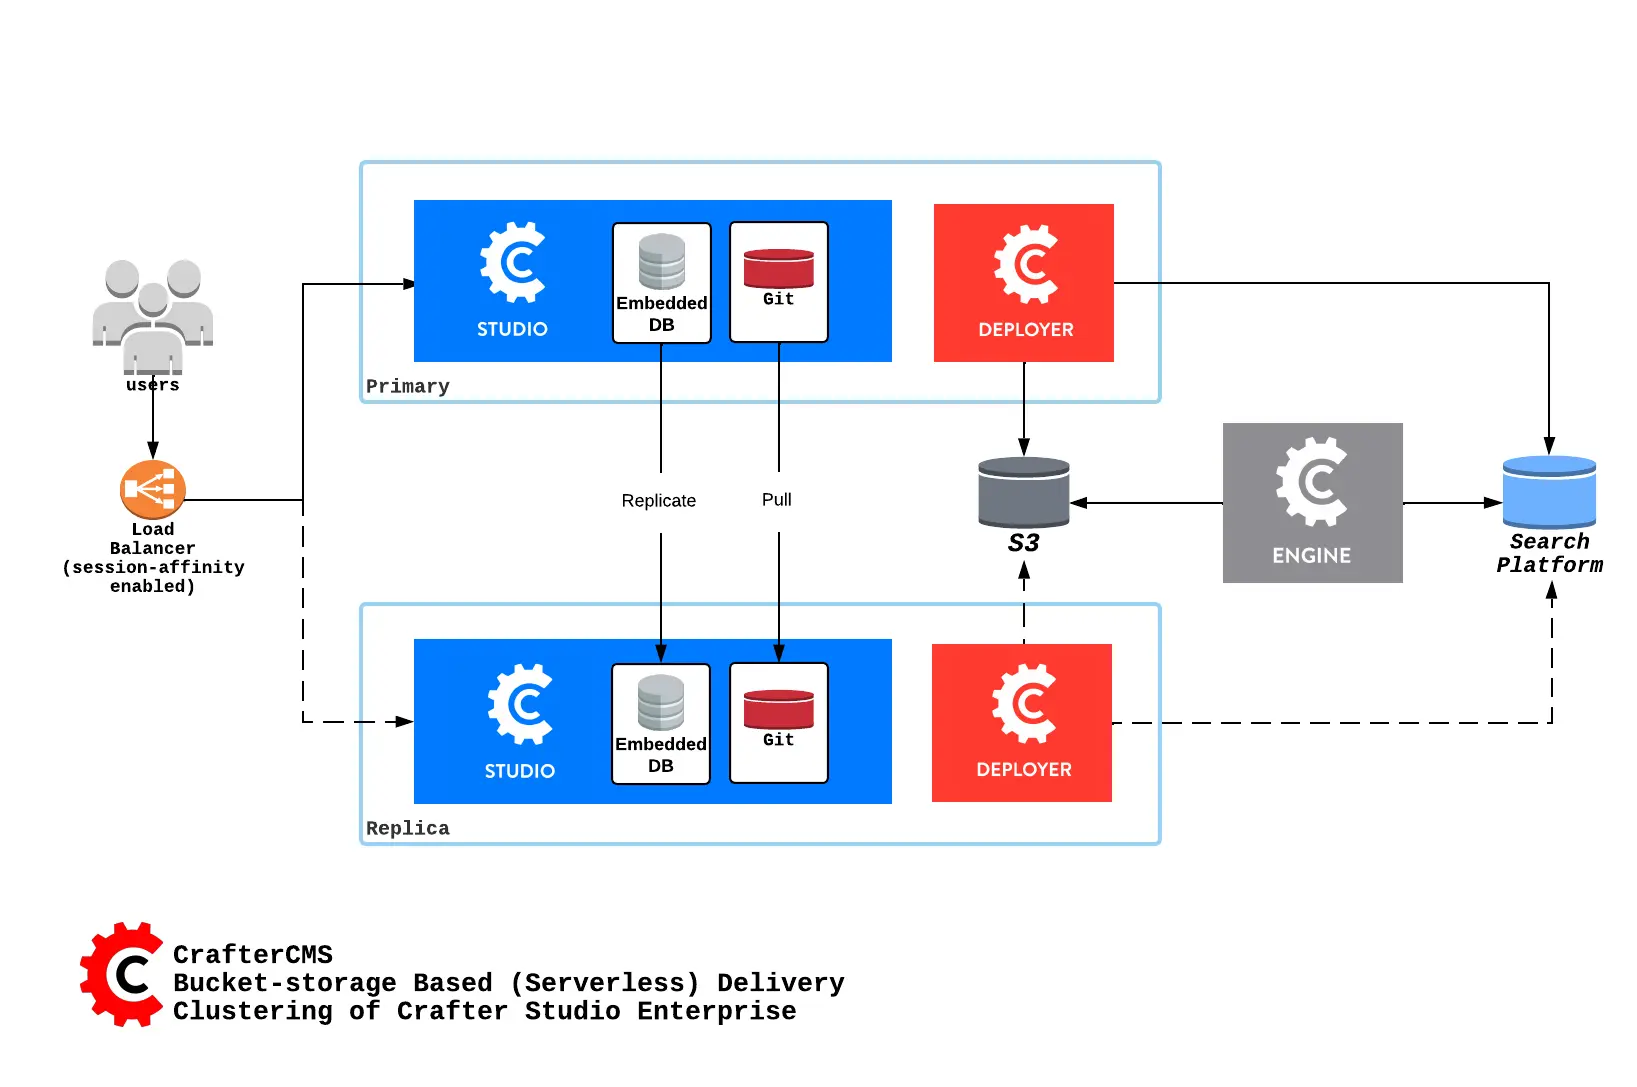 STUDIO
Embedded
DB
Git
DEPLOYER
Primary
users
Load
Balancer
(session-affinity
enabled)
Replicate
Pull
S3
ENGINE
Search
Platform
STUDIO
Embedded
DB
Git
DEPLOYER
Replica
CrafterCMS
Bucket-storage Based (Serverless) Delivery
Clustering of Crafter Studio Enterprise